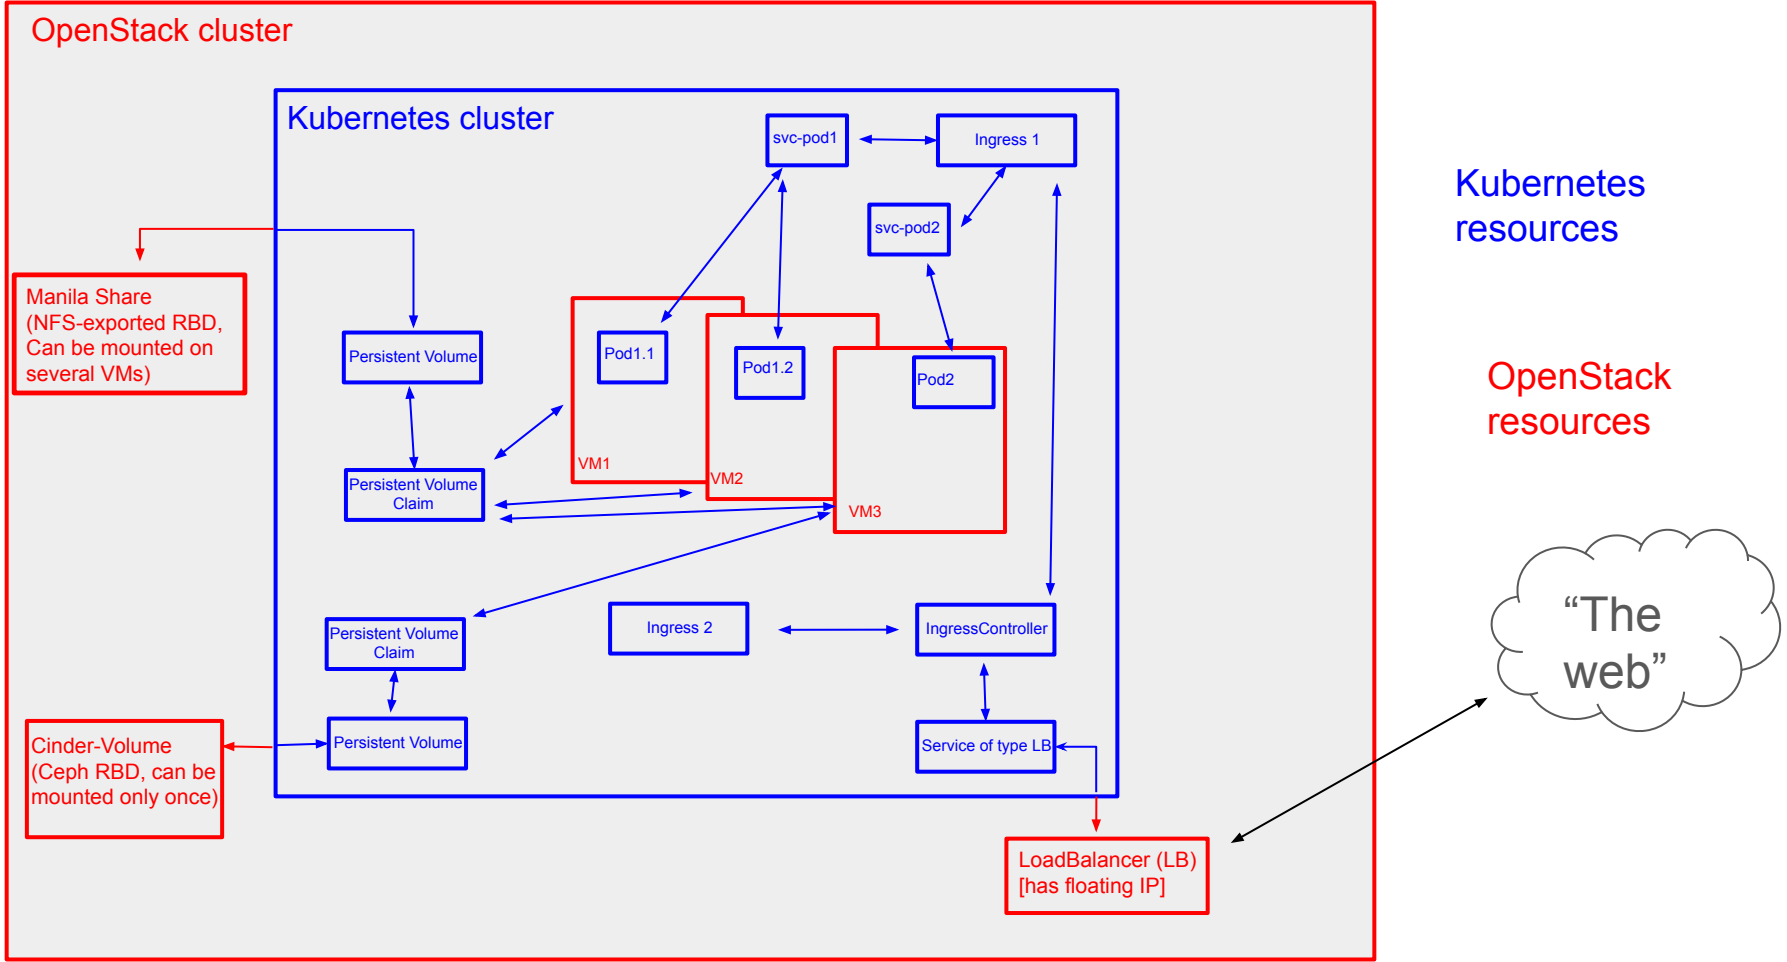 OpenStack cluster
Kubernetes cluster
svc-pod1
Ingress 1
Kubernetes
resources
svc-pod2
Manila Share
(NFS-exported RBD,
Can be mounted on
several VMs)
Persistent Volume
Pod1.1
Pod1.2
Pod2
OpenStack
resources
VM1
VM2
VM3
Persistent Volume
Claim
Persistent Volume
Claim
Ingress 2
IngressController
“The
web”
Cinder-Volume
(Ceph RBD, can be
mounted only once)
Persistent Volume
Service of type LB
LoadBalancer (LB)
[has floating IP]